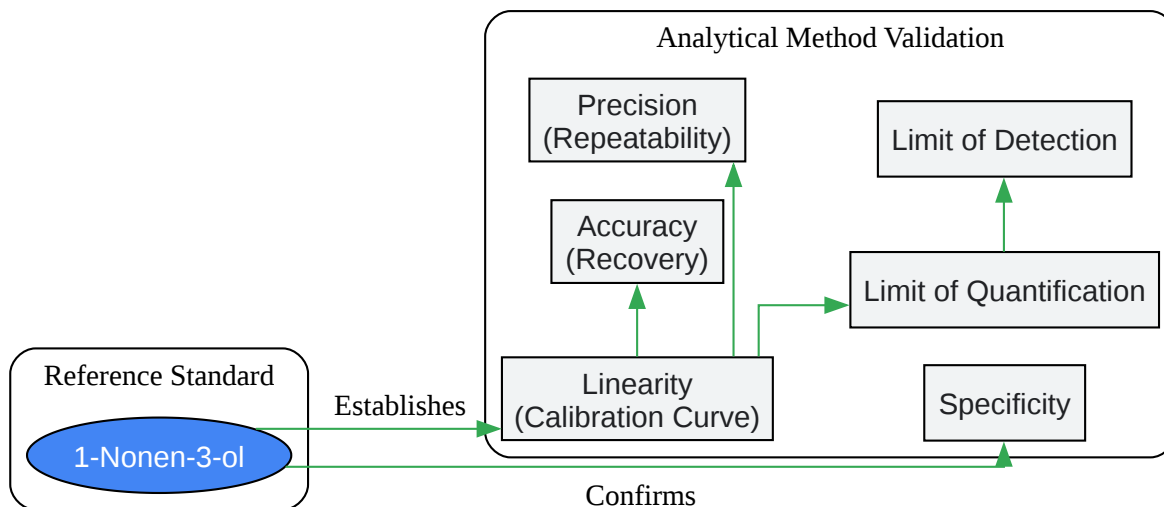 Analytical Method Validation
Precision
(Repeatability)
Limit of Detection
Accuracy
(Recovery)
Limit of Quantification
Reference Standard
Linearity
(Calibration Curve)
Specificity
Establishes
1-Nonen-3-ol
Confirms